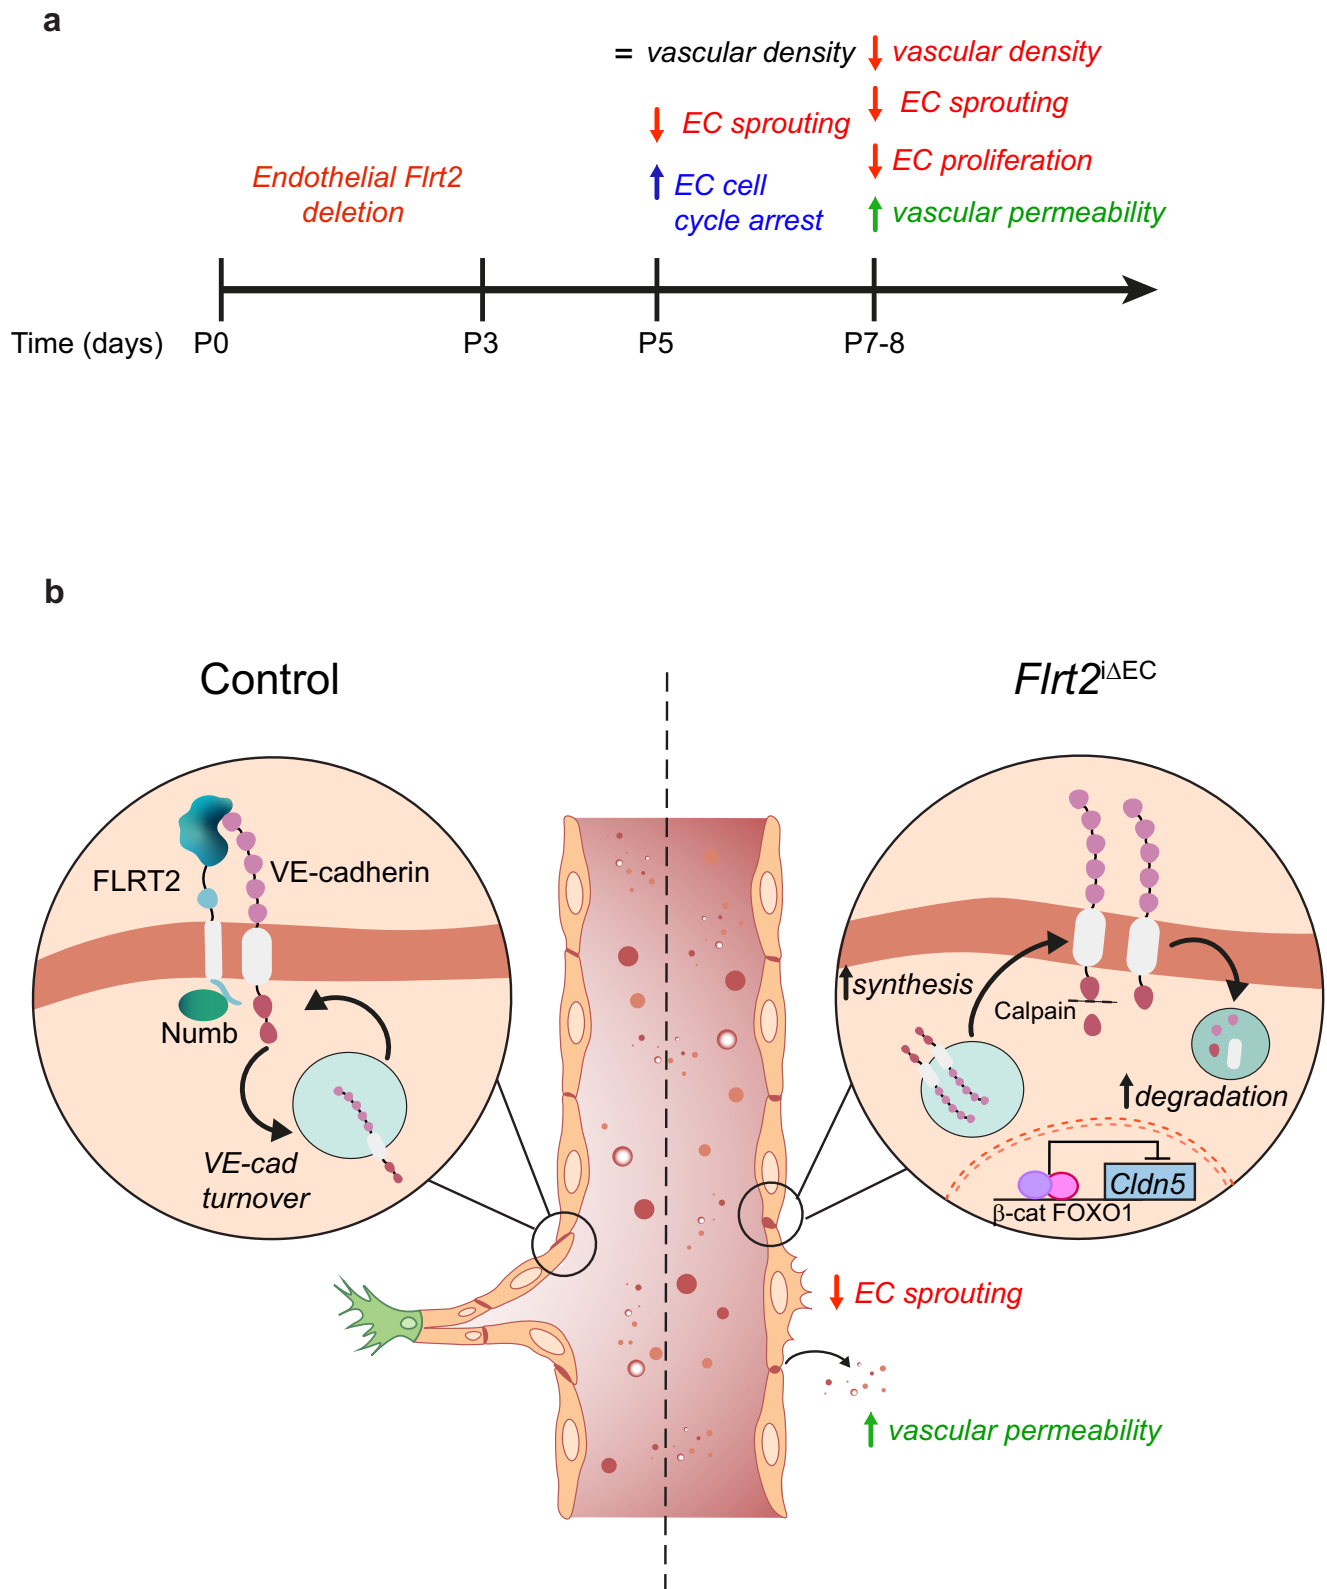 a
= vascular density
↓ vascular density
↓ EC sprouting
↓ EC sprouting
Endothelial Flrt2
deletion
↑ EC cell
cycle arrest
↓ EC proliferation
↑ vascular permeability
Time (days)
P0
P3
P5
P7-8
b
Control
Flrt2iΔEC
FLRT2
VE-cadherin
Numb
VE-cad
turnover
↑synthesis
Calpain
↑degradation
Cldn5
β-cat FOXO1
↓ EC sprouting
↑ vascular permeability